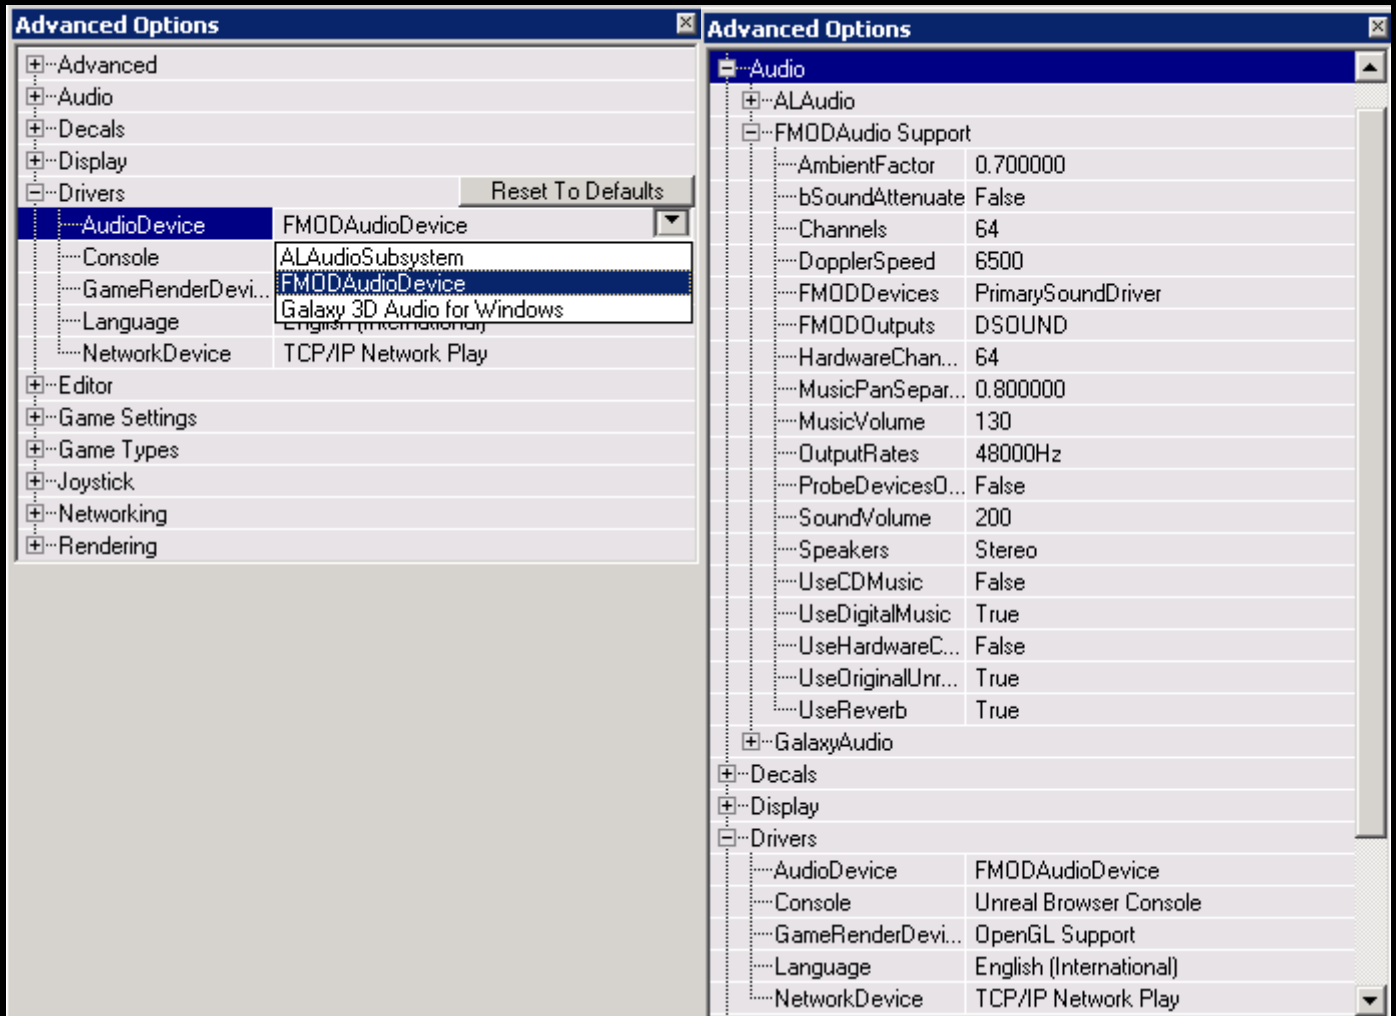 Advanced Options
Advanced
Audio
Decals
Display
Drivers Reset To Defaults
AudioDevice FMODAudioDevice
Console ALAudioSubsystem
GameRenderDevi... FMODAudioDevice
Galaxy 3D Audio for Windows
Language English (International)
NetworkDevice TCP/IP Network Play
Editor
Game Settings
Game Types
Joystick
Networking
Rendering
Advanced Options
Audio
ALAudio
FMODAudio Support
AmbientFactor 0.700000
bSoundAttenuate False
Channels 64
DopplerSpeed 6500
FMODDevices PrimarySoundDriver
FMODOutputs DSOUND
HardwareChan... 64
MusicPanSepar... 0.800000
MusicVolume 130
OutputRates 48000Hz
ProbeDevicesO... False
SoundVolume 200
Speakers Stereo
UseCDMusic False
UseDigitalMusic True
UseHardwareC... False
UseOriginalUnr... True
UseReverb True
GalaxyAudio
Decals
Display
Drivers
AudioDevice FMODAudioDevice
Console Unreal Browser Console
GameRenderDevi... OpenGL Support
Language English (International)
NetworkDevice TCP/IP Network Play